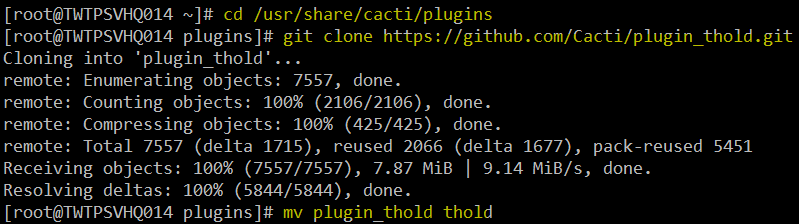 [root@TWTPSVHQ014 ~]# cd /usr/share/cacti/plugins
[root@TWTPSVHQ014 plugins]# git clone https://github.com/Cacti/plugin_thold.git
Cloning into 'plugin_thold'...
remote: Enumerating objects: 7557, done.
remote: Counting objects: 100% (2106/2106), done.
remote: Compressing objects: 100% (425/425), done.
remote: Total 7557 (delta 1715), reused 2066 (delta 1677), pack-reused 5451
Receiving objects: 100% (7557/7557), 7.87 MiB | 9.14 MiB/s, done.
Resolving deltas: 100% (5844/5844), done.
[root@TWTPSVHQ014 plugins]# mv plugin_thold thold